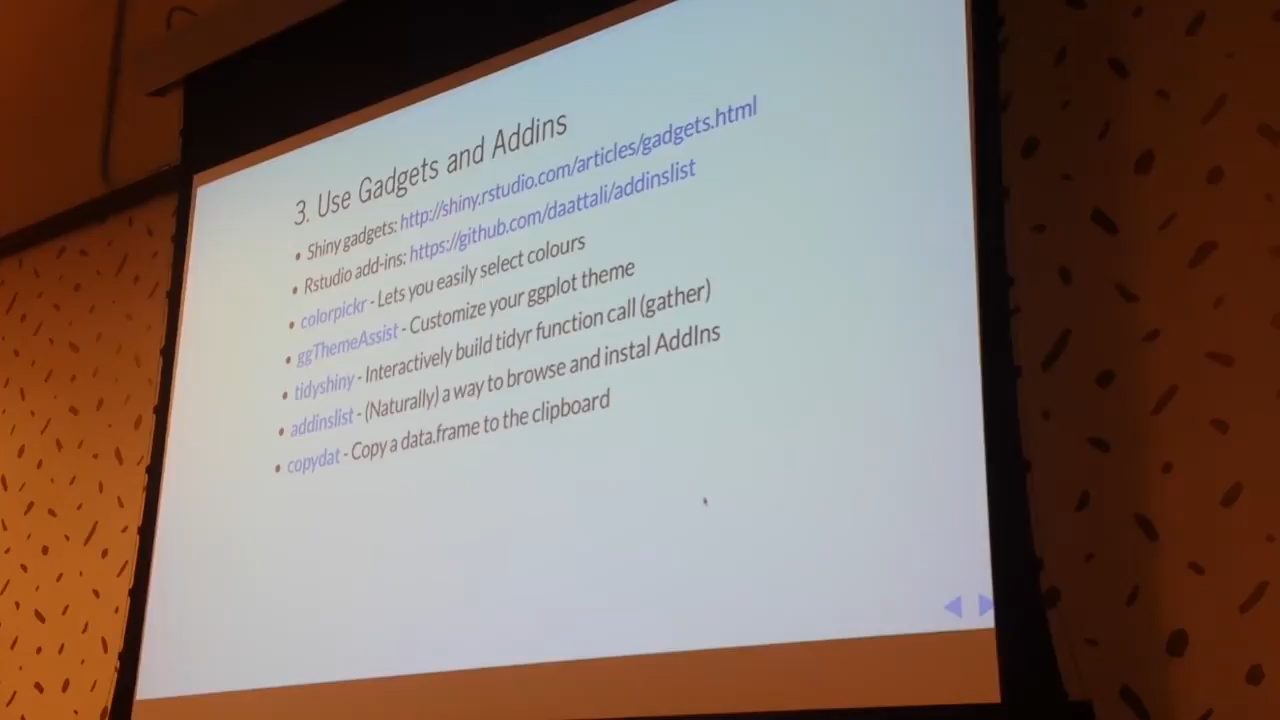 3. Use Gadgets and Addins
• Shiny gadgets: http://shiny.rstudio.com/articles/gadgets.html
• Rstudio add-ins: https://github.com/daattali/addinslist
• colorpickr - Lets you easily select colours
• ggThemeAssist - Customize your ggplot theme
• tidyshiny - Interactively build tidyr function call (gather)
• addinslist - (Naturally) a way to browse and instal AddIns
• copydat - Copy a data.frame to the clipboard